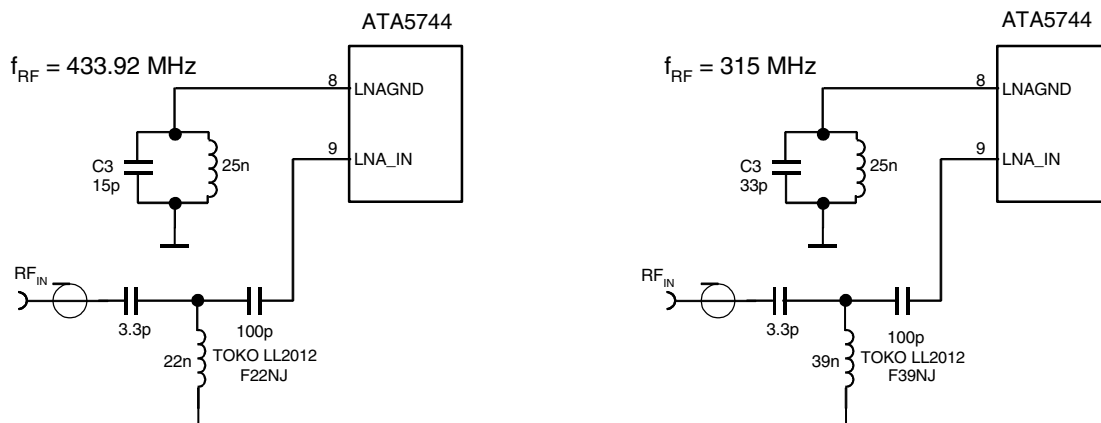 ATA5744
f_RF = 433.92 MHz
8
LNAGND
C3
15p
25n
9
LNA_IN
RF_IN
3.3p
100p
22n
TOKO LL2012
F22NJ
ATA5744
f_RF = 315 MHz
8
LNAGND
C3
33p
25n
9
LNA_IN
RF_IN
3.3p
100p
39n
TOKO LL2012
F39NJ